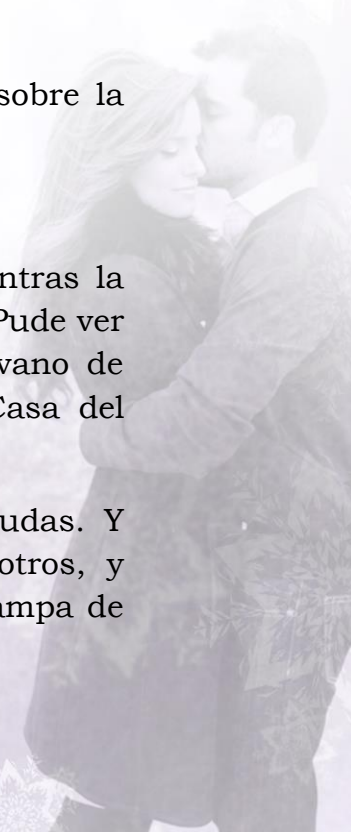 sobre la
ntras la
Pude ver
vano de
Casa del
udas. Y
otros, y
ampa de